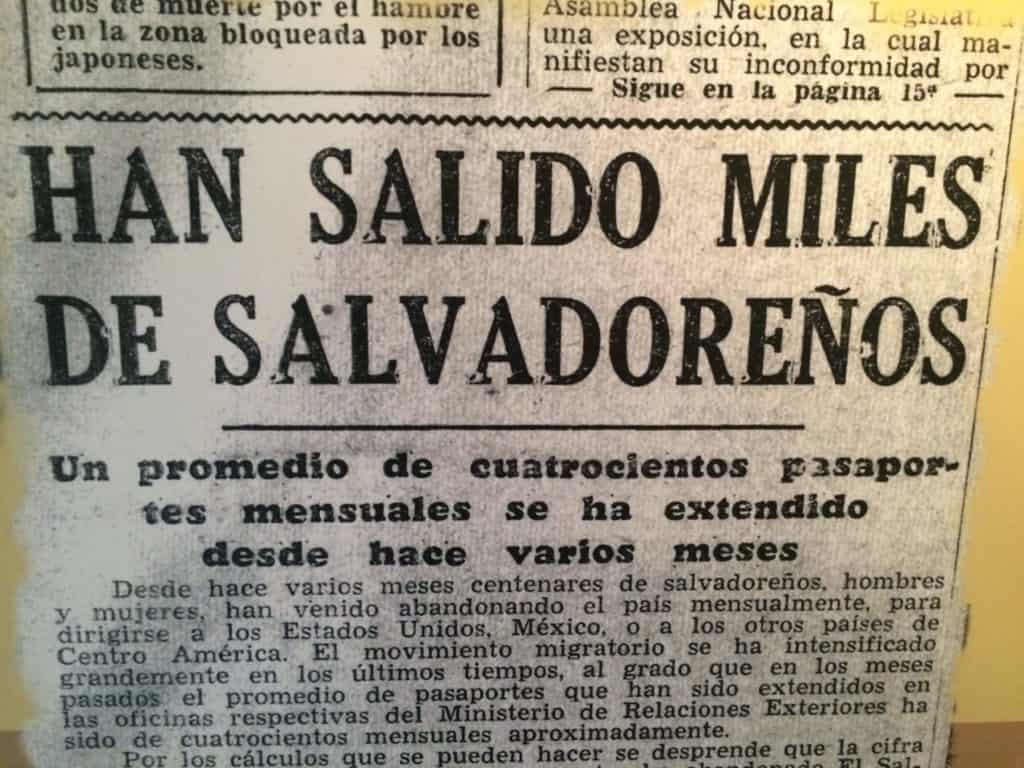 dos de muerte por el hambre
en la zona bloqueada por los
japoneses.
Asamblea Nacional Legislativa
una exposición, en la cual ma-
nifiestan su inconformidad por
Sigue en la página 15ª
HAN SALIDO MILES
DE SALVADOREÑOS
Un promedio de cuatrocientos pasapor-
tes mensuales se ha extendido
desde hace varios meses
Desde hace varios meses centenares de salvadoreños, hombres
y mujeres, han venido abandonando el país mensualmente, para
dirigirse a los Estados Unidos, México, o a los otros países de
Centro América. El movimiento migratorio se ha intensificado
grandemente en los últimos tiempos, al grado que en los meses
pasados el promedio de pasaportes que han sido extendidos en
las oficinas respectivas del Ministerio de Relaciones Exteriores ha
sido de cuatrocientos mensuales aproximadamente.
Por los cálculos que se pueden hacer se desprende que la cifra
abandonado El Sal-